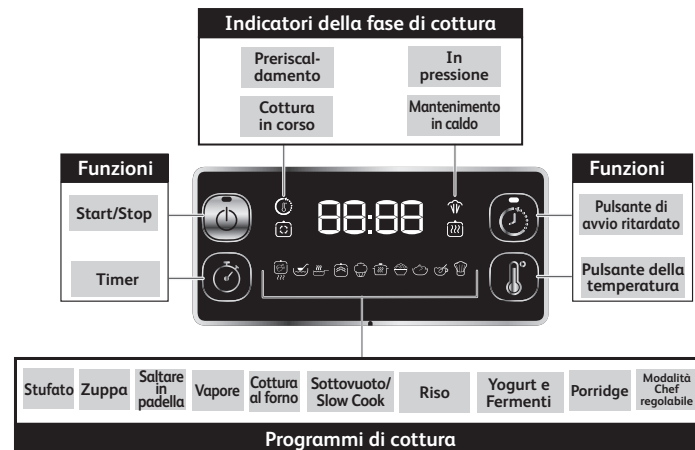 Indicatori della fase di cottura
Preriscal-
damento
In
pressione
Cottura
in corso
Mantenimento
in caldo
Funzioni
Start/Stop
Timer
88:88
Funzioni
Pulsante di
avvio ritardato
Pulsante della
temperatura
Stufato
Zuppa
Saltare
in
padella
Vapore
Cottura
al forno
Sottovuoto/
Slow Cook
Riso
Yogurt e
Fermenti
Porridge
Modalità
Chef
regolabile
Programmi di cottura